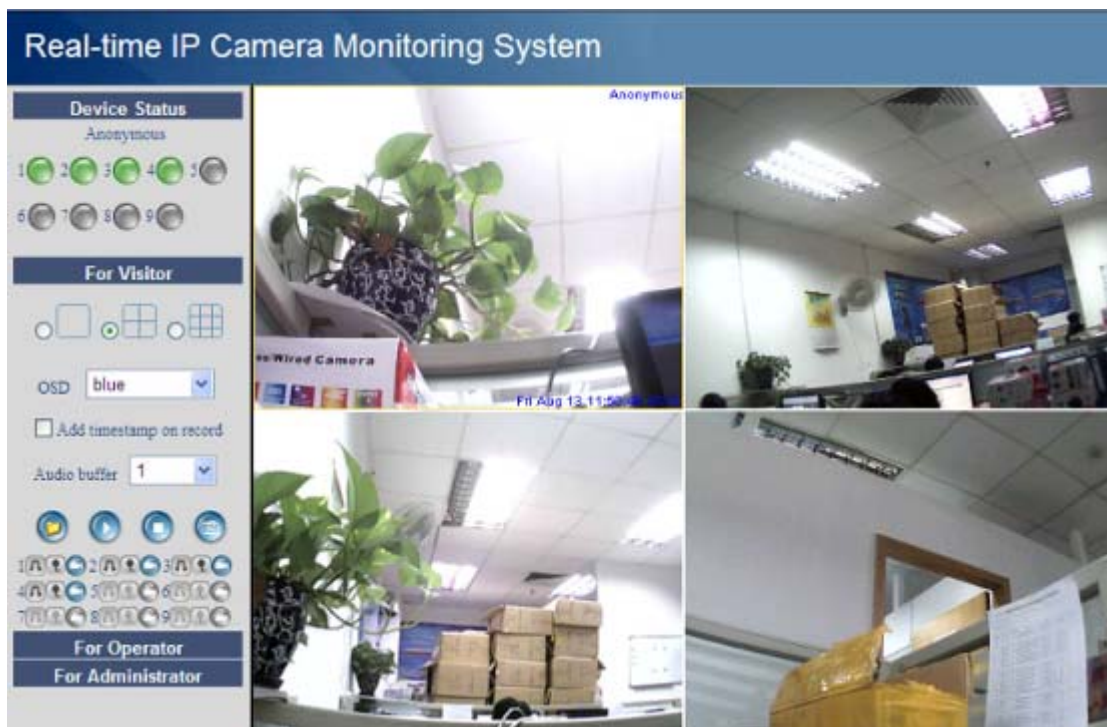 Real-time IP Camera Monitoring System
Device Status
Anonymous
1 2 3 4 5
6 7 8 9
For Visitor
OSD blue
Add timestamp on record
Audio buffer 1
1 2 3
4 5 6
7 8 9
For Operator
For Administrator
Anonymous
Wired Camera
Fri Aug 13